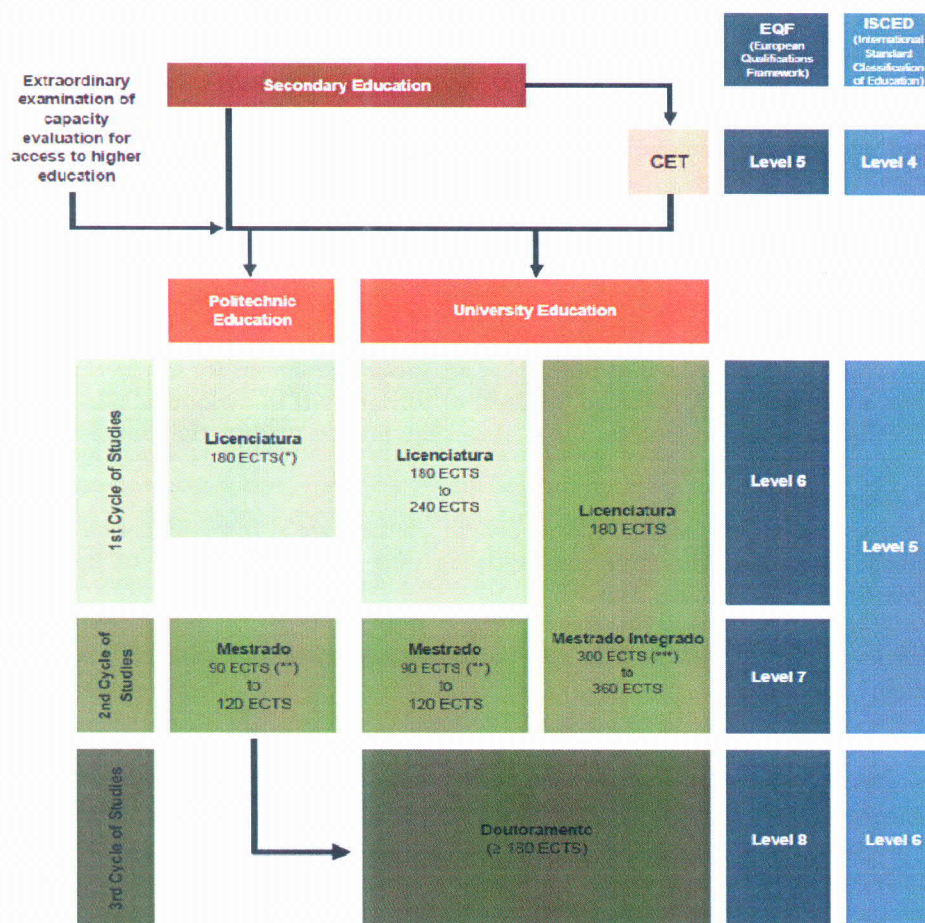 EQF
(European
Qualifications
Framework)
ISCED
(International
Standard
Classification
of Education)
Extraordinary
examination of
capacity
evaluation for
access to higher
education
Secondary Education
CET
Level 5
Level 4
Politechnic
Education
University Education
1st Cycle of Studies
Licenciatura
180 ECTS(*)
Licenciatura
180 ECTS
to
240 ECTS
Licenciatura
180 ECTS
Level 6
Level 5
2nd Cycle of
Studies
Mestrado
90 ECTS (**)
to
120 ECTS
Mestrado
90 ECTS (**)
to
120 ECTS
Mestrado Integrado
300 ECTS (***)
to
360 ECTS
Level 7
3rd Cycle of Studies
Doutoramento
(≥ 180 ECTS)
Level 8
Level 6